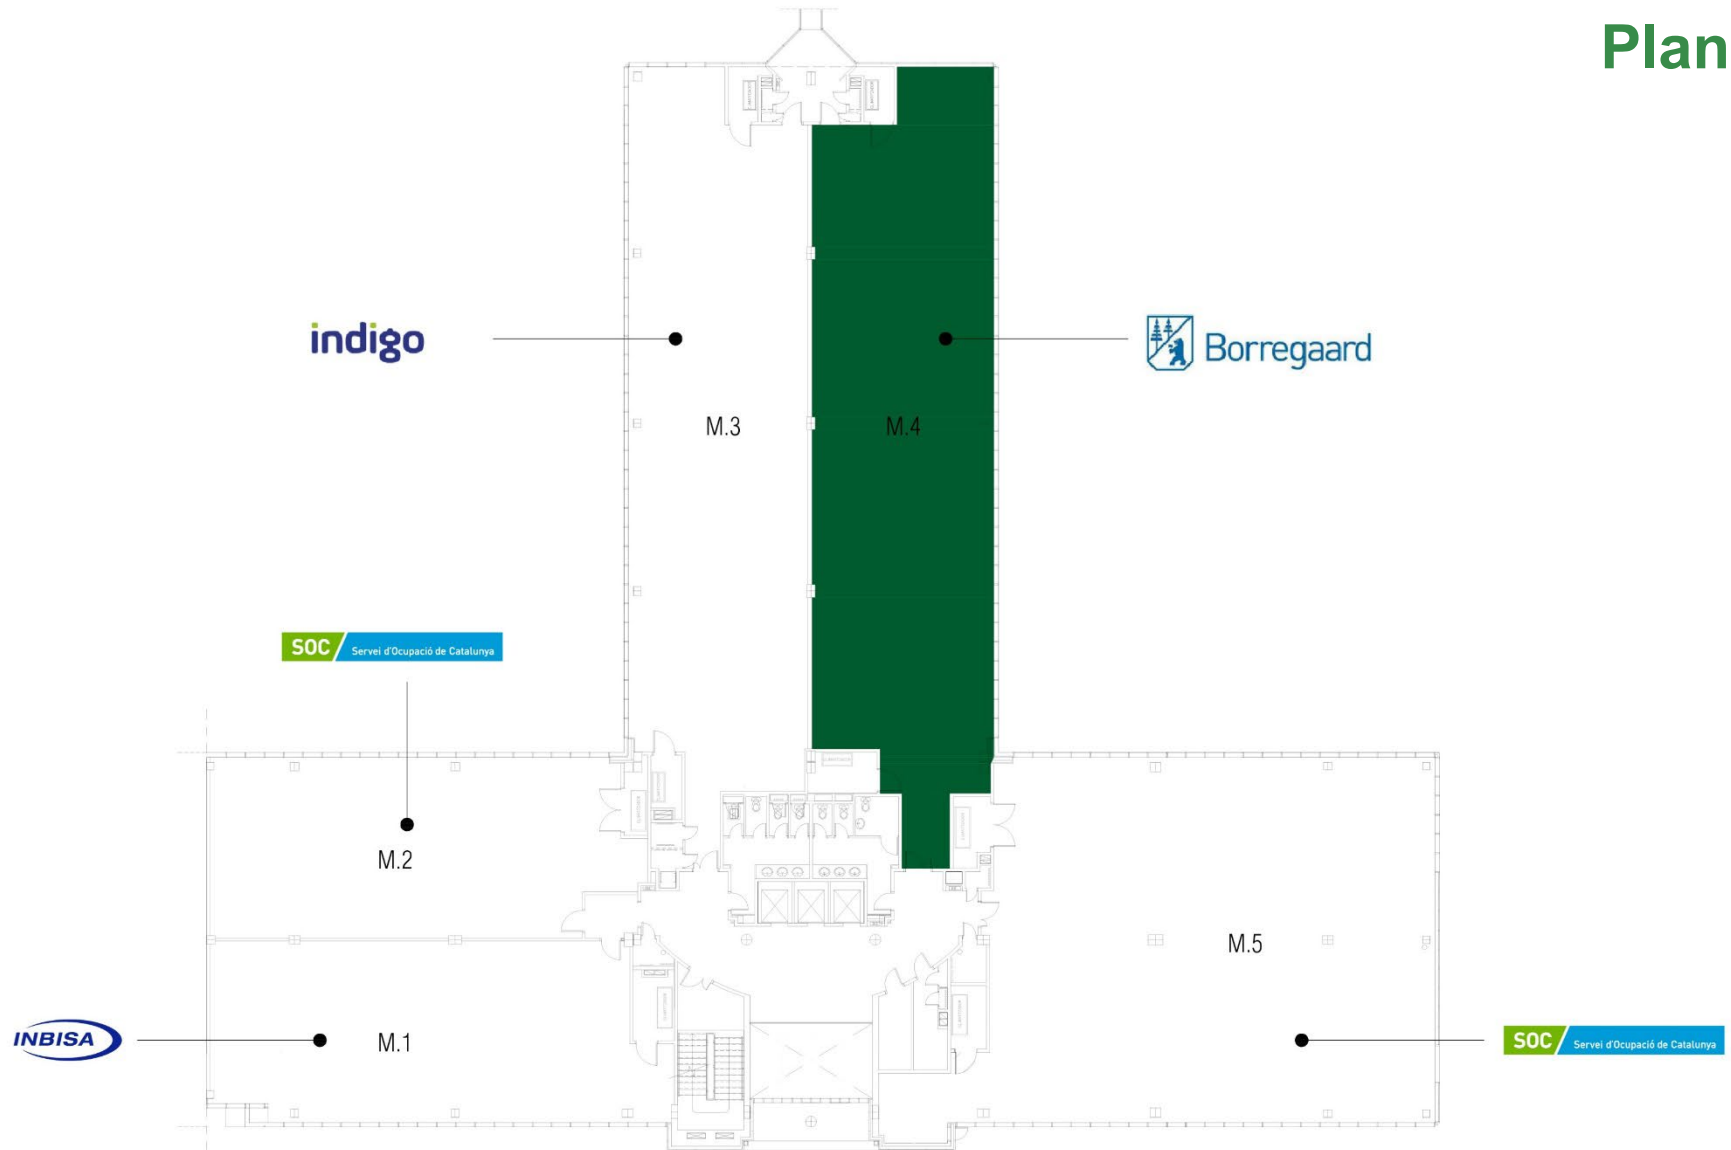 Plan
indigo
Borregaard
M.3
M.4
SOC Servei d'Ocupació de Catalunya
M.2
M.5
INBISA
M.1
SOC Servei d'Ocupació de Catalunya